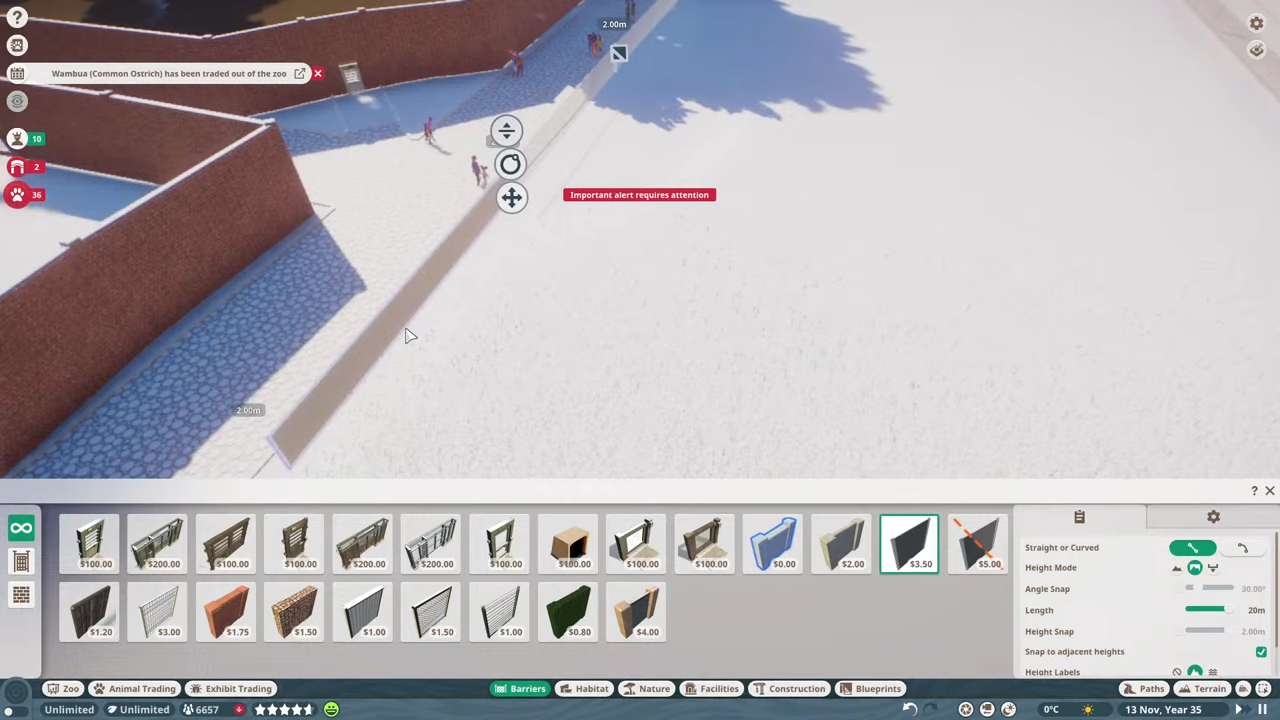 2.00m
Wambua (Common Ostrich) has been traded out of the zoo
10
2
36
Important alert requires attention
2.00m
$100.00 $200.00 $100.00 $100.00 $200.00 $200.00 $100.00 $100.00 $100.00 $100.00 $0.00 $2.00 $3.50 $5.00
$1.20 $3.00 $1.75 $1.50 $1.00 $1.50 $1.00 $0.80 $4.00
Straight or Curved
Height Mode
Angle Snap 30.00°
Length 20m
Height Snap 2.00m
Snap to adjacent heights
Height Labels
Zoo Animal Trading Exhibit Trading Barriers Habitat Nature Facilities Construction Blueprints Paths Terrain
Unlimited Unlimited 6657 0°C 13 Nov, Year 35